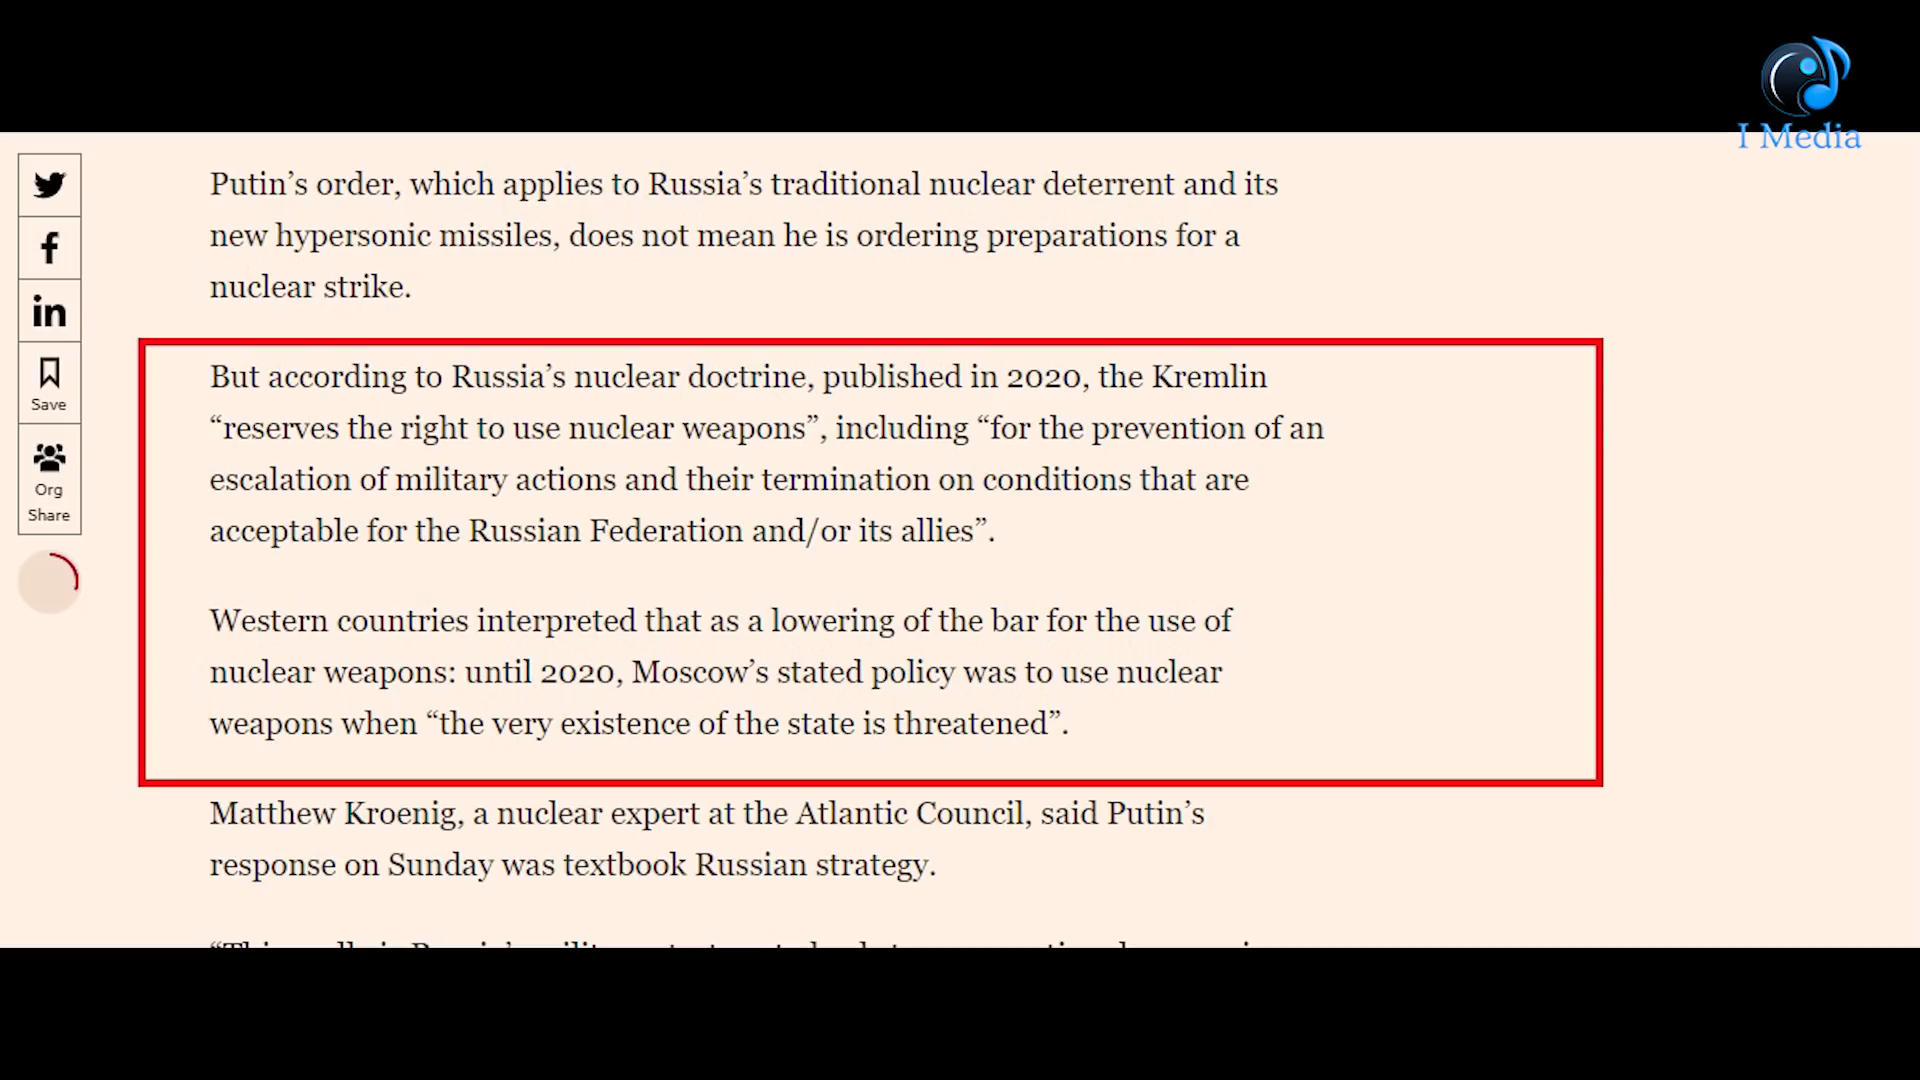 I Media
Putin’s order, which applies to Russia’s traditional nuclear deterrent and its
new hypersonic missiles, does not mean he is ordering preparations for a
nuclear strike.
But according to Russia’s nuclear doctrine, published in 2020, the Kremlin
“reserves the right to use nuclear weapons”, including “for the prevention of an
escalation of military actions and their termination on conditions that are
acceptable for the Russian Federation and/or its allies”.
Western countries interpreted that as a lowering of the bar for the use of
nuclear weapons: until 2020, Moscow’s stated policy was to use nuclear
weapons when “the very existence of the state is threatened”.
Matthew Kroenig, a nuclear expert at the Atlantic Council, said Putin’s
response on Sunday was textbook Russian strategy.
Save
Org
Share